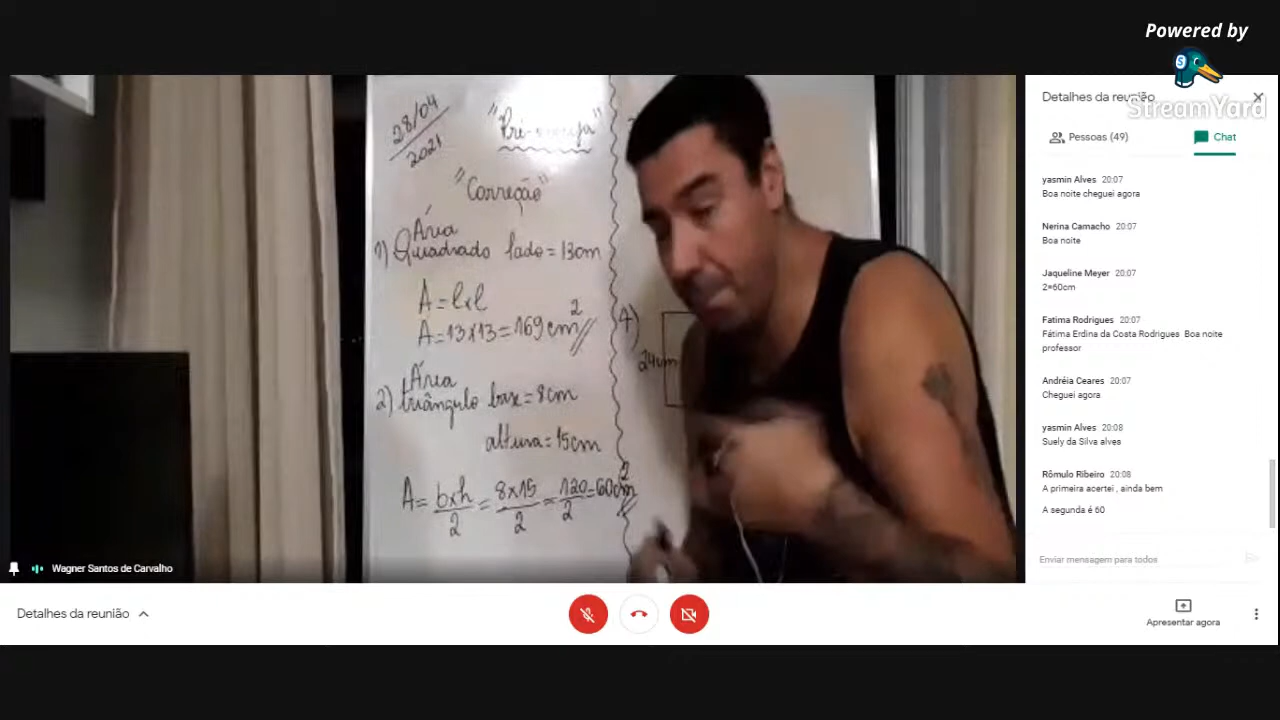 Powered by
StreamYard
28/04
2021
"Correção"
Área
1) Quadrado lado = 13cm
A = lxl
A = 13x13 = 169 cm²
Área
2) triângulo base = 8cm
altura = 15cm
A = bxh/2 = 8x15/2 = 120/2 = 60cm²
4)
24cm
Wagner Santos de Carvalho
Detalhes da reunião
Detalhes da reunião
Pessoas (49)
Chat
yasmin Alves 20:07
Boa noite cheguei agora
Nerina Camacho 20:07
Boa noite
Jaqueline Meyer 20:07
2=60cm
Fatima Rodrigues 20:07
Fátima Erdina da Costa Rodrigues Boa noite
professor
Andréia Ceares 20:07
Cheguei agora
yasmin Alves 20:08
Suely da Silva alves
Rômulo Ribeiro 20:08
A primeira acertei , ainda bem
A segunda é 60
Enviar mensagem para todos
Apresentar agora